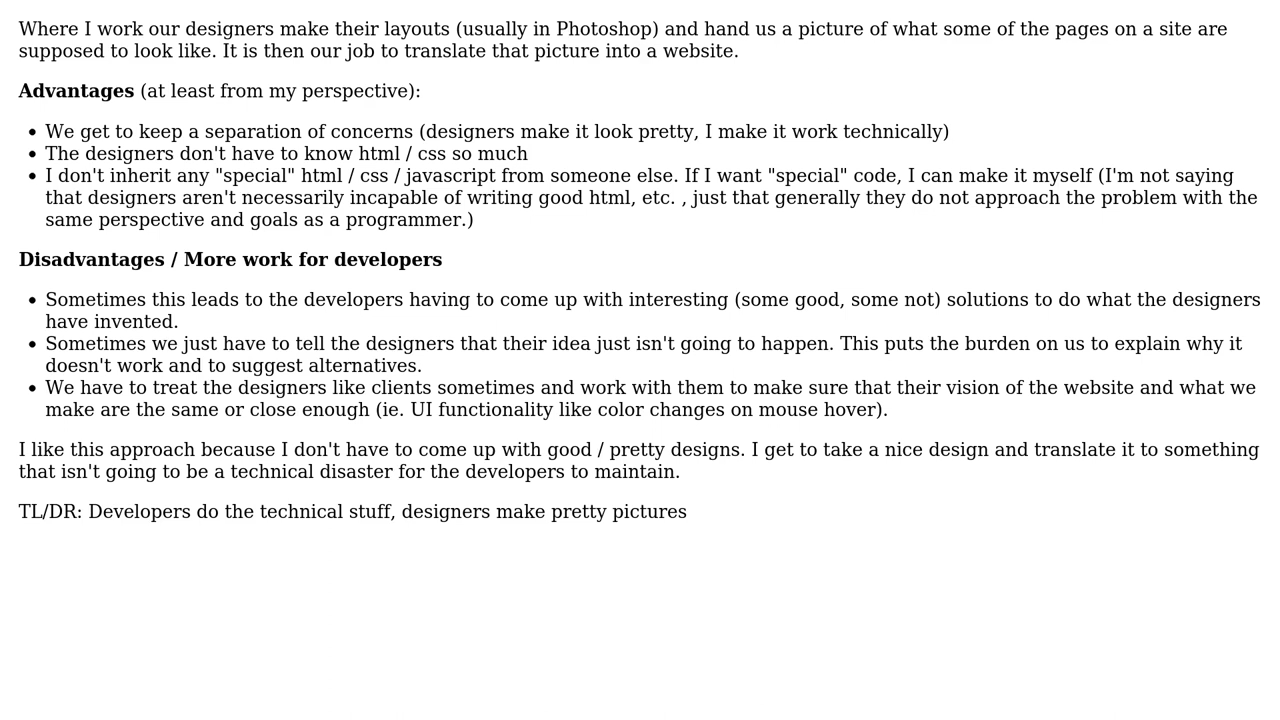 Where I work our designers make their layouts (usually in Photoshop) and hand us a picture of what some of the pages on a site are
supposed to look like. It is then our job to translate that picture into a website.
Advantages (at least from my perspective):
• We get to keep a separation of concerns (designers make it look pretty, I make it work technically)
• The designers don't have to know html / css so much
• I don't inherit any "special" html / css / javascript from someone else. If I want "special" code, I can make it myself (I'm not saying
that designers aren't necessarily incapable of writing good html, etc. , just that generally they do not approach the problem with the
same perspective and goals as a programmer.)
Disadvantages / More work for developers
• Sometimes this leads to the developers having to come up with interesting (some good, some not) solutions to do what the designers
have invented.
• Sometimes we just have to tell the designers that their idea just isn't going to happen. This puts the burden on us to explain why it
doesn't work and to suggest alternatives.
• We have to treat the designers like clients sometimes and work with them to make sure that their vision of the website and what we
make are the same or close enough (ie. UI functionality like color changes on mouse hover).
I like this approach because I don't have to come up with good / pretty designs. I get to take a nice design and translate it to something
that isn't going to be a technical disaster for the developers to maintain.
TL/DR: Developers do the technical stuff, designers make pretty pictures